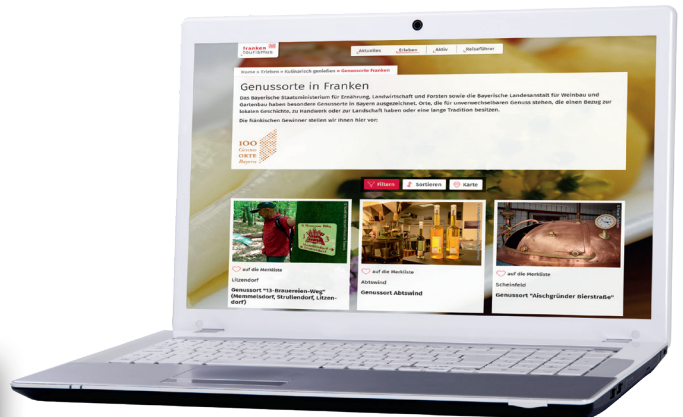 franken
tourismus
Aktuelles
Erleben
Aktiv
Reiseführer
Home » Erleben » Kulinarisch genießen » Genussorte Franken
Genussorte in Franken
Das Bayerische Staatsministerium für Ernährung, Landwirtschaft und Forsten sowie die Bayerische Landesanstalt für Weinbau und
Gartenbau haben besondere Genussorte in Bayern ausgezeichnet. Orte, die für unverwechselbaren Genuss stehen, die einen Bezug zur
lokalen Geschichte, zu Handwerk oder zur Landschaft haben oder eine lange Tradition besitzen.
Die fränkischen Gewinner stellen wir Ihnen hier vor:
100
Genuss
ORTE
Bayern
Filtern
Sortieren
Karte
auf die Merkliste
Litzendorf
Genussort "13-Brauereien-Weg"
(Memmelsdorf, Strullendorf, Litzen-
dorf)
auf die Merkliste
Abtswind
Genussort Abtswind
auf die Merkliste
Scheinfeld
Genussort "Aischgründer Bierstraße"